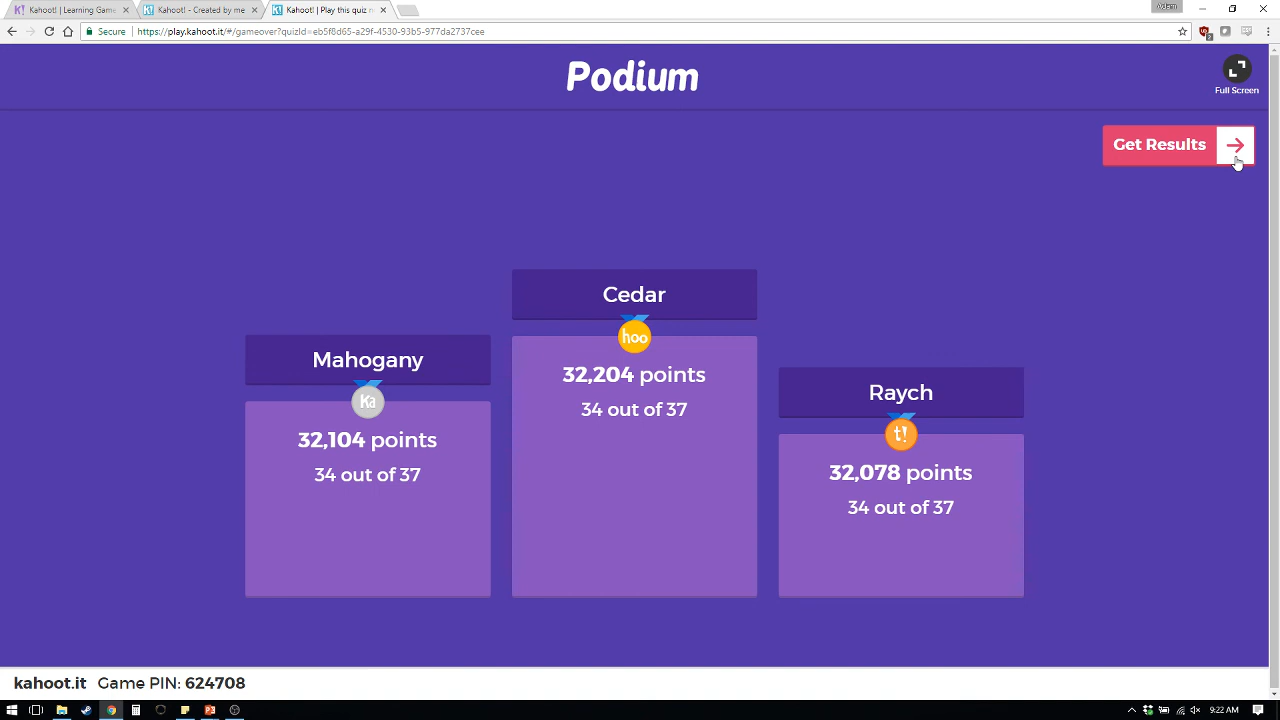 Kahoot! | Learning Game
Kahoot! - Created by me
Kahoot! | Play this quiz n
Adam
Secure
https://play.kahoot.it/#/gameover?quizId=eb5f8d65-a29f-4530-93b5-977da2737cee
Podium
Full Screen
Get Results
Cedar
hoo
32,204 points
34 out of 37
Mahogany
Ka
32,104 points
34 out of 37
Raych
t!
32,078 points
34 out of 37
kahoot.it Game PIN: 624708
9:22 AM